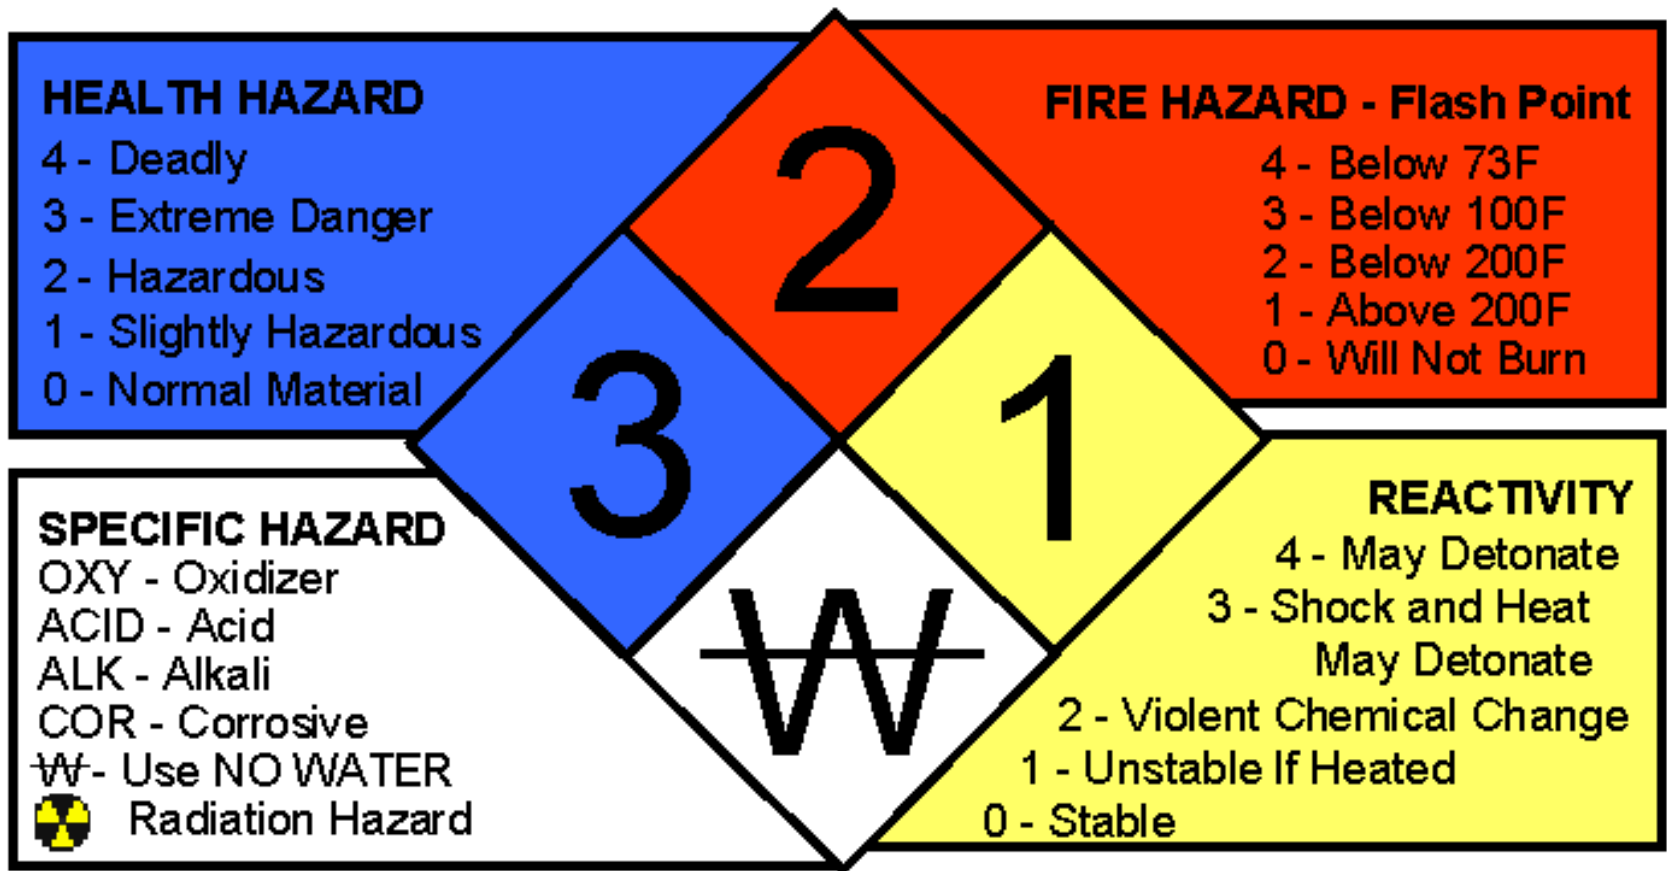 HEALTH HAZARD
4 - Deadly
3 - Extreme Danger
2 - Hazardous
1 - Slightly Hazardous
0 - Normal Material
FIRE HAZARD - Flash Point
4 - Below 73F
3 - Below 100F
2 - Below 200F
1 - Above 200F
0 - Will Not Burn
2
3
1
W̶
SPECIFIC HAZARD
OXY - Oxidizer
ACID - Acid
ALK - Alkali
COR - Corrosive
W̶ - Use NO WATER
Radiation Hazard
REACTIVITY
4 - May Detonate
3 - Shock and Heat
May Detonate
2 - Violent Chemical Change
1 - Unstable If Heated
0 - Stable